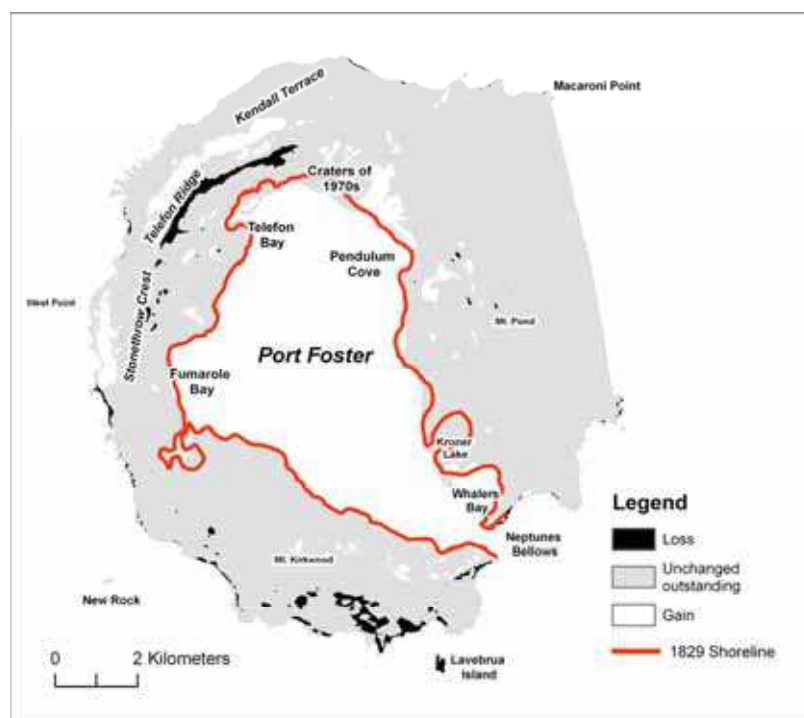 Kendall Terrace
Macaroni Point
Craters of
1970s
Telefon Ridge
Telefon
Bay
Pendulum
Cove
Stonethrow Crest
Mt. Pond
Port Foster
Fumarole
Bay
Kroner
Lake
Whalers
Bay
Neptunes
Bellows
Mt. Kirkwood
New Rock
Lavebrua
Island
0
2 Kilometers
Legend
Loss
Unchanged
outstanding
Gain
1829 Shoreline